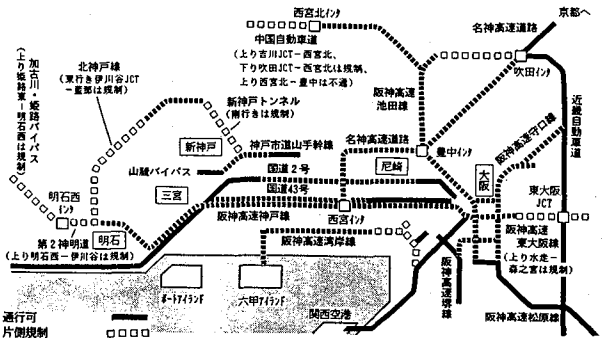 西宮北インタ
京都へ
名神高速道路
中国自動車道
(上り吉川JCT-西宮北、
下り吹田JCT-西宮北は規制、
上り西宮北-豊中は不通)
加古川・姫路バイパス
(上り姫路東-明石西は規制)
北神戸線
(東行き伊川谷JCT
-藍那は規制)
新神戸トンネル
(南行きは規制)
阪神高速
池田線
吹田インタ
近畿自動車道
阪神高速守口線
新神戸
神戸市道山手幹線
名神高速道路
豊中インタ
山麓バイパス
国道2号
尼崎
大阪
国道43号
三宮
明石西
インタ
東大阪
JCT
阪神高速神戸線
西宮インタ
阪神高速
東大阪線
(上り水走-
森之宮は規制)
第2神明道
(上り明石西-伊川谷は規制)
明石
阪神高速湾岸線
阪神高速堺線
ポートアイランド
六甲アイランド
関西空港
阪神高速松原線
通行可
片側規制